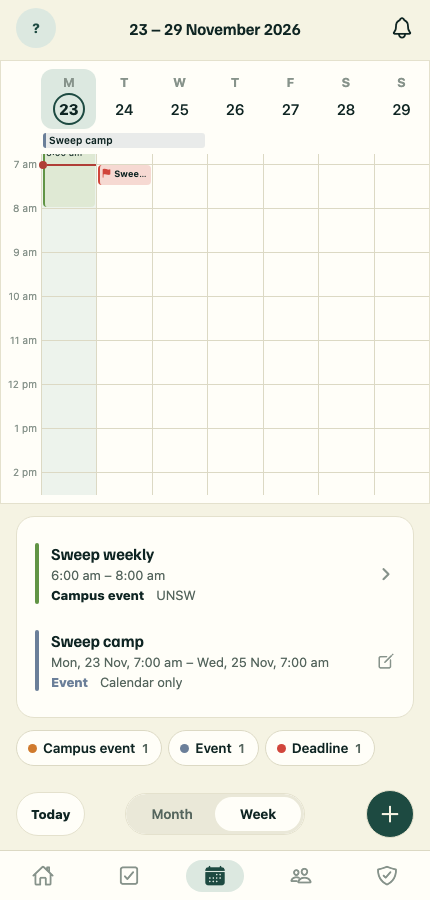 ?
23 – 29 November 2026
M T W T F S S
23 24 25 26 27 28 29
Sweep camp
7 am
Swee...
8 am
9 am
10 am
11 am
12 pm
1 pm
2 pm
Sweep weekly
6:00 am – 8:00 am
Campus event UNSW
Sweep camp
Mon, 23 Nov, 7:00 am – Wed, 25 Nov, 7:00 am
Event Calendar only
Campus event 1 Event 1 Deadline 1
Today Month Week